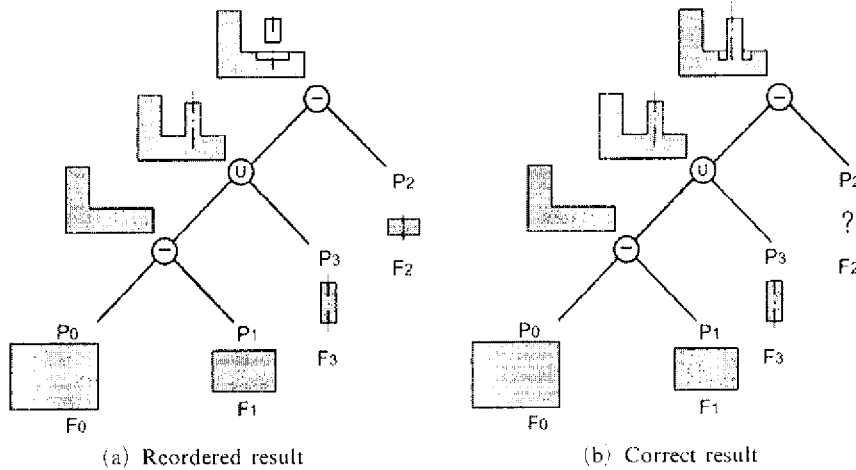 − −
U P2 U P2
?
− P3 F2 − P3 F2
P0 P1 P0 P1
F3 F3
F1 F1
F0 F0
(a) Reordered result (b) Correct result